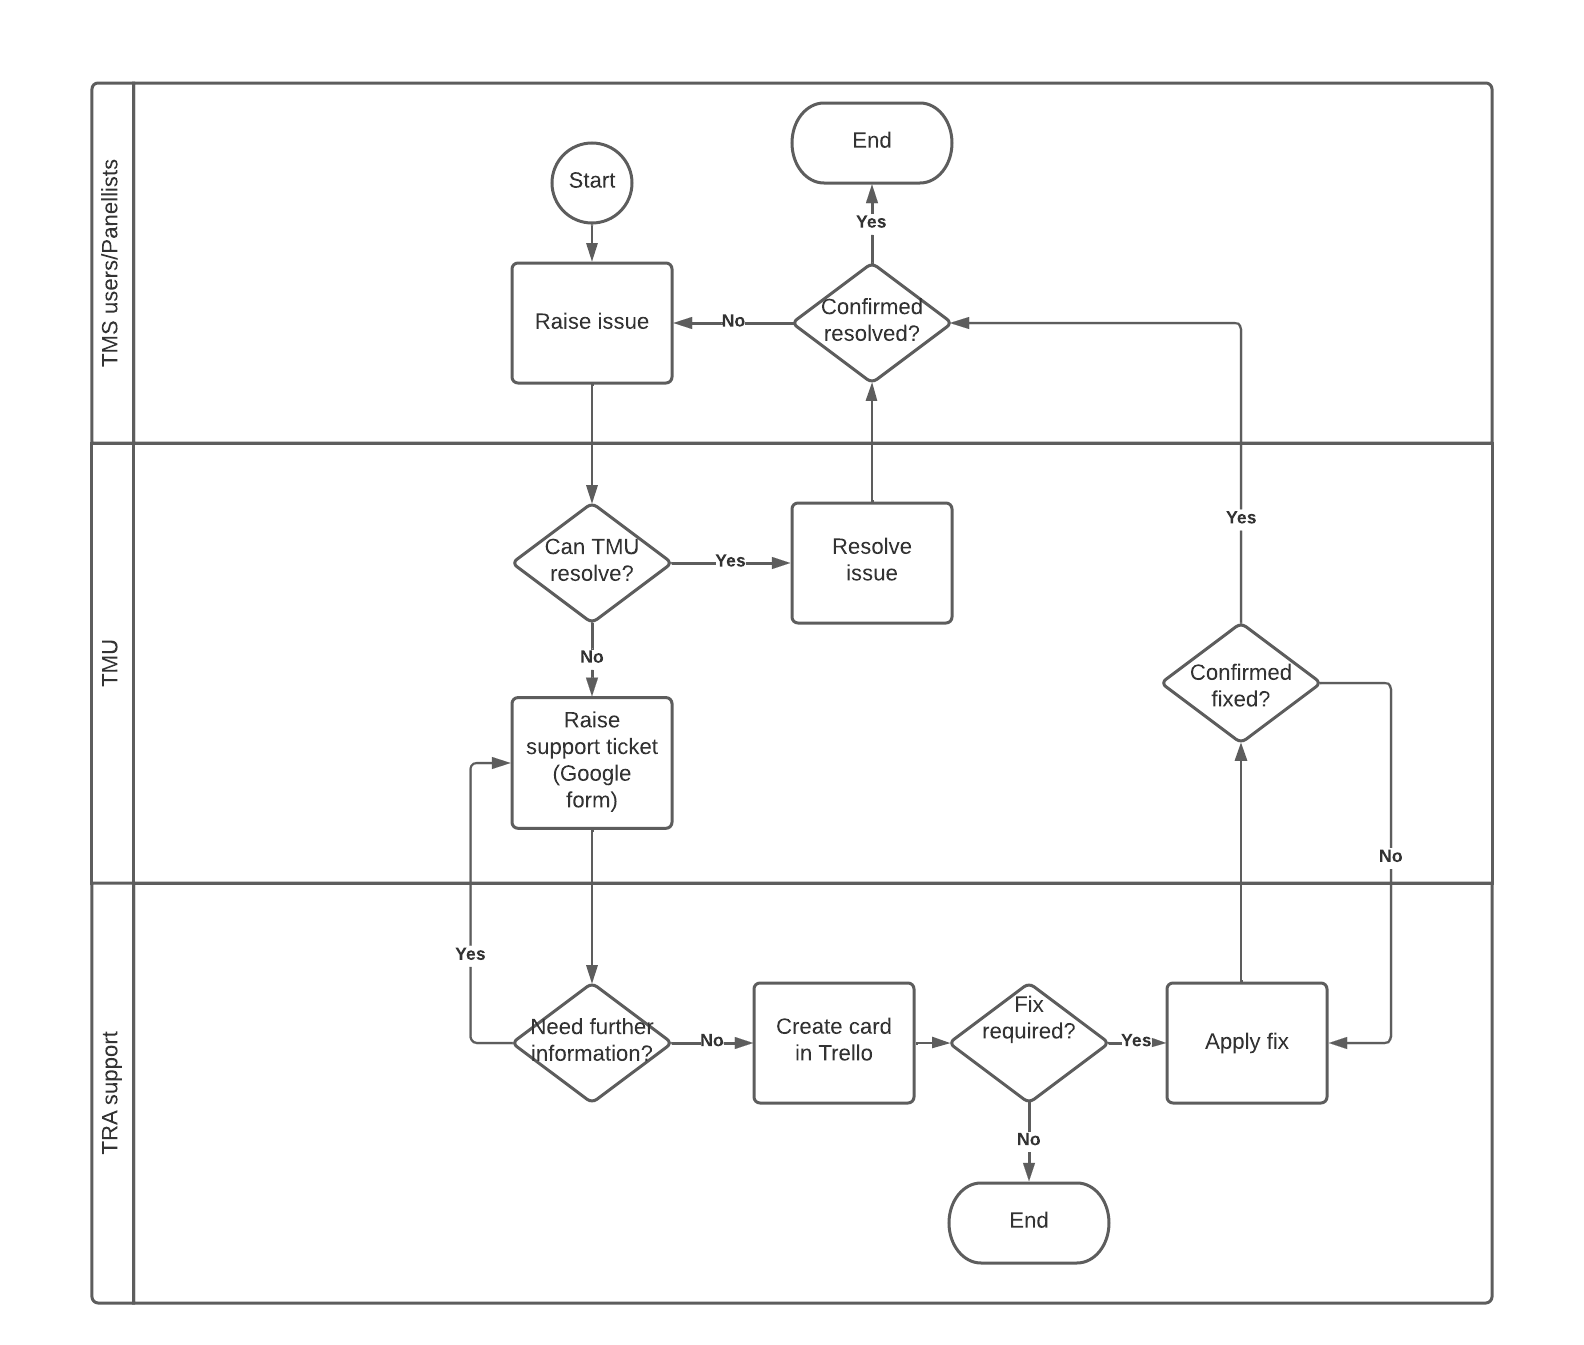 TMS users/Panellists
End
Start
Yes
Raise issue
No
Confirmed
resolved?
TMU
Yes
Can TMU
resolve?
Yes
Resolve
issue
No
Confirmed
fixed?
Raise
support ticket
(Google
form)
No
TRA support
Yes
Need further
information?
No
Create card
in Trello
Fix
required?
Yes
Apply fix
No
End